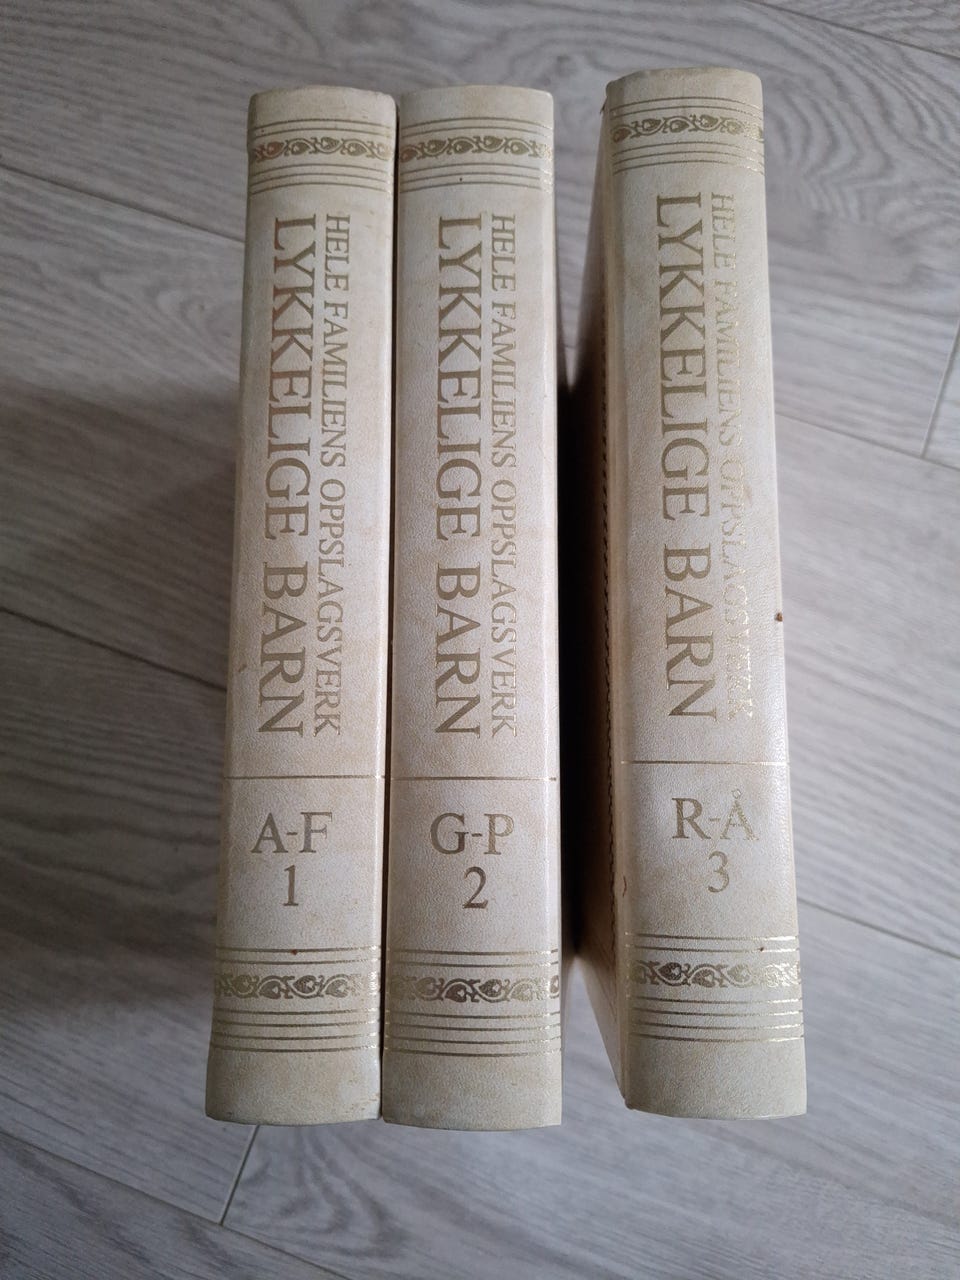 HELE FAMILIENS OPPSLAGSVERK
LYKKELIGE BARN
A-F
1
HELE FAMILIENS OPPSLAGSVERK
LYKKELIGE BARN
G-P
2
HELE FAMILIENS OPPSLAGSVERK
LYKKELIGE BARN
R-Å
3